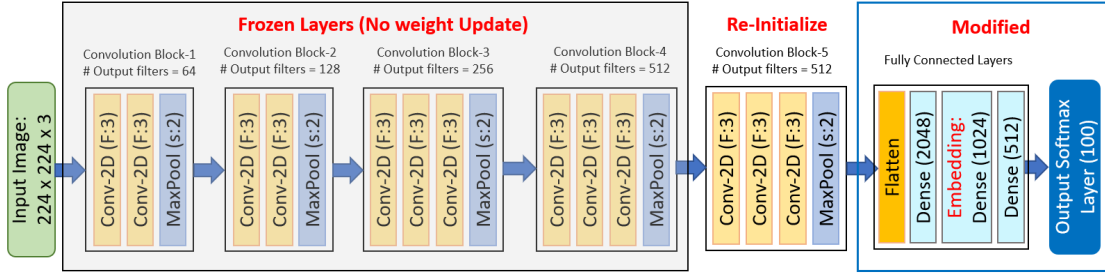 Frozen Layers (No weight Update)
Re-Initialize
Modified
Convolution Block-1
# Output filters = 64
Convolution Block-2
# Output filters = 128
Convolution Block-3
# Output filters = 256
Convolution Block-4
# Output filters = 512
Convolution Block-5
# Output filters = 512
Fully Connected Layers
Input Image:
224 x 224 x 3
Conv-2D (F:3)
Conv-2D (F:3)
MaxPool (s:2)
Conv-2D (F:3)
Conv-2D (F:3)
MaxPool (s:2)
Conv-2D (F:3)
Conv-2D (F:3)
Conv-2D (F:3)
MaxPool (s:2)
Conv-2D (F:3)
Conv-2D (F:3)
Conv-2D (F:3)
MaxPool (s:2)
Conv-2D (F:3)
Conv-2D (F:3)
Conv-2D (F:3)
MaxPool (s:2)
Flatten
Dense (2048)
Embedding:
Dense (1024)
Dense (512)
Output Softmax
Layer (100)